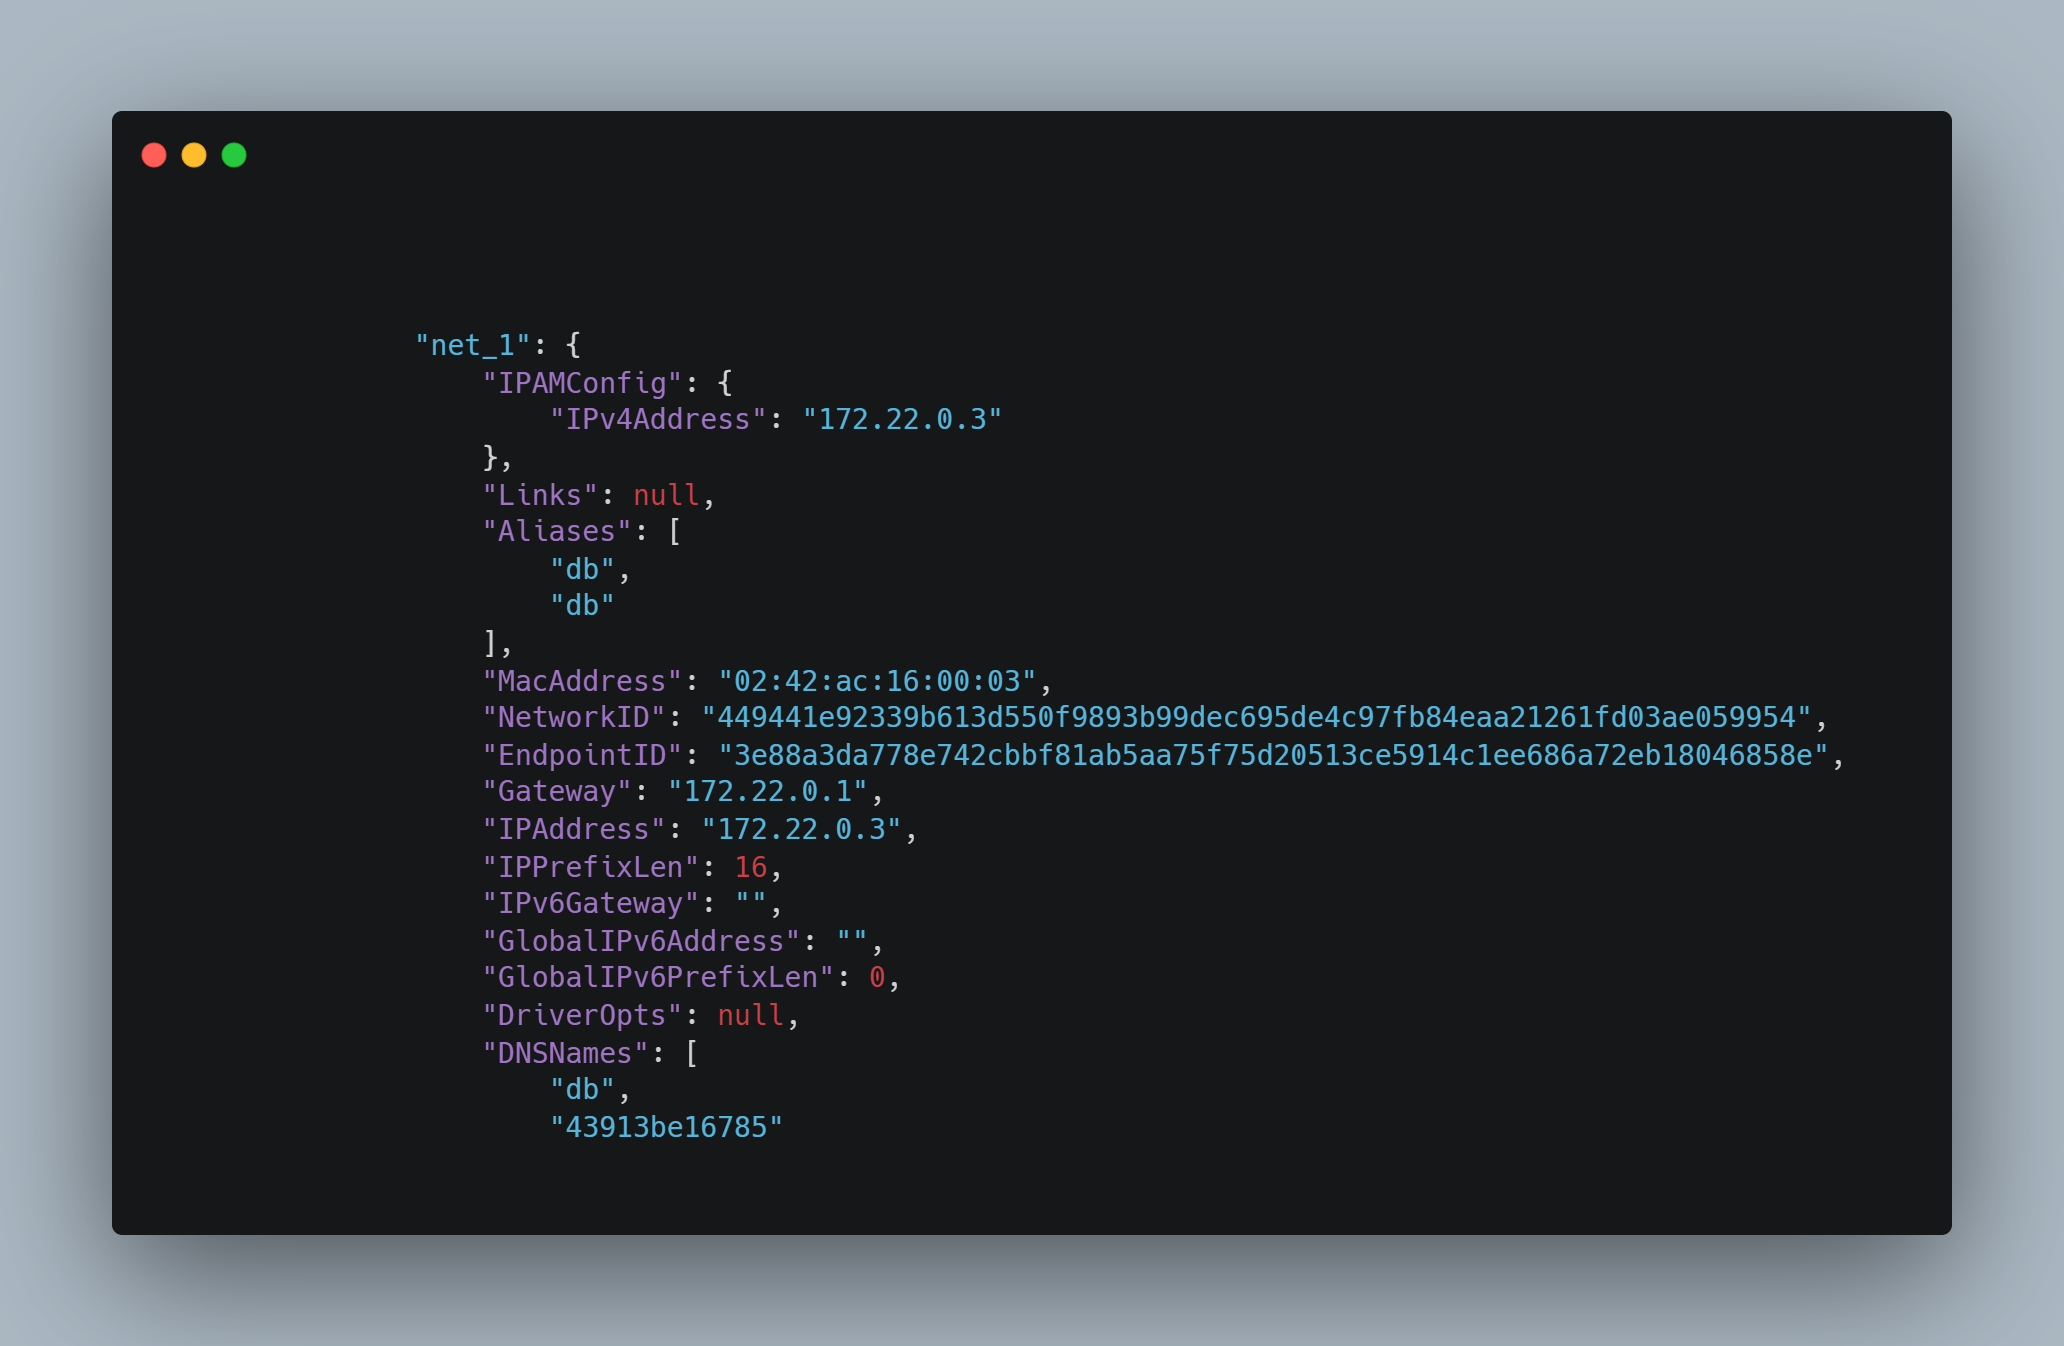 "net_1": {
"IPAMConfig": {
"IPv4Address": "172.22.0.3"
},
"Links": null,
"Aliases": [
"db",
"db"
],
"MacAddress": "02:42:ac:16:00:03",
"NetworkID": "449441e92339b613d550f9893b99dec695de4c97fb84eaa21261fd03ae059954",
"EndpointID": "3e88a3da778e742cbbf81ab5aa75f75d20513ce5914c1ee686a72eb18046858e",
"Gateway": "172.22.0.1",
"IPAddress": "172.22.0.3",
"IPPrefixLen": 16,
"IPv6Gateway": "",
"GlobalIPv6Address": "",
"GlobalIPv6PrefixLen": 0,
"DriverOpts": null,
"DNSNames": [
"db",
"43913be16785"